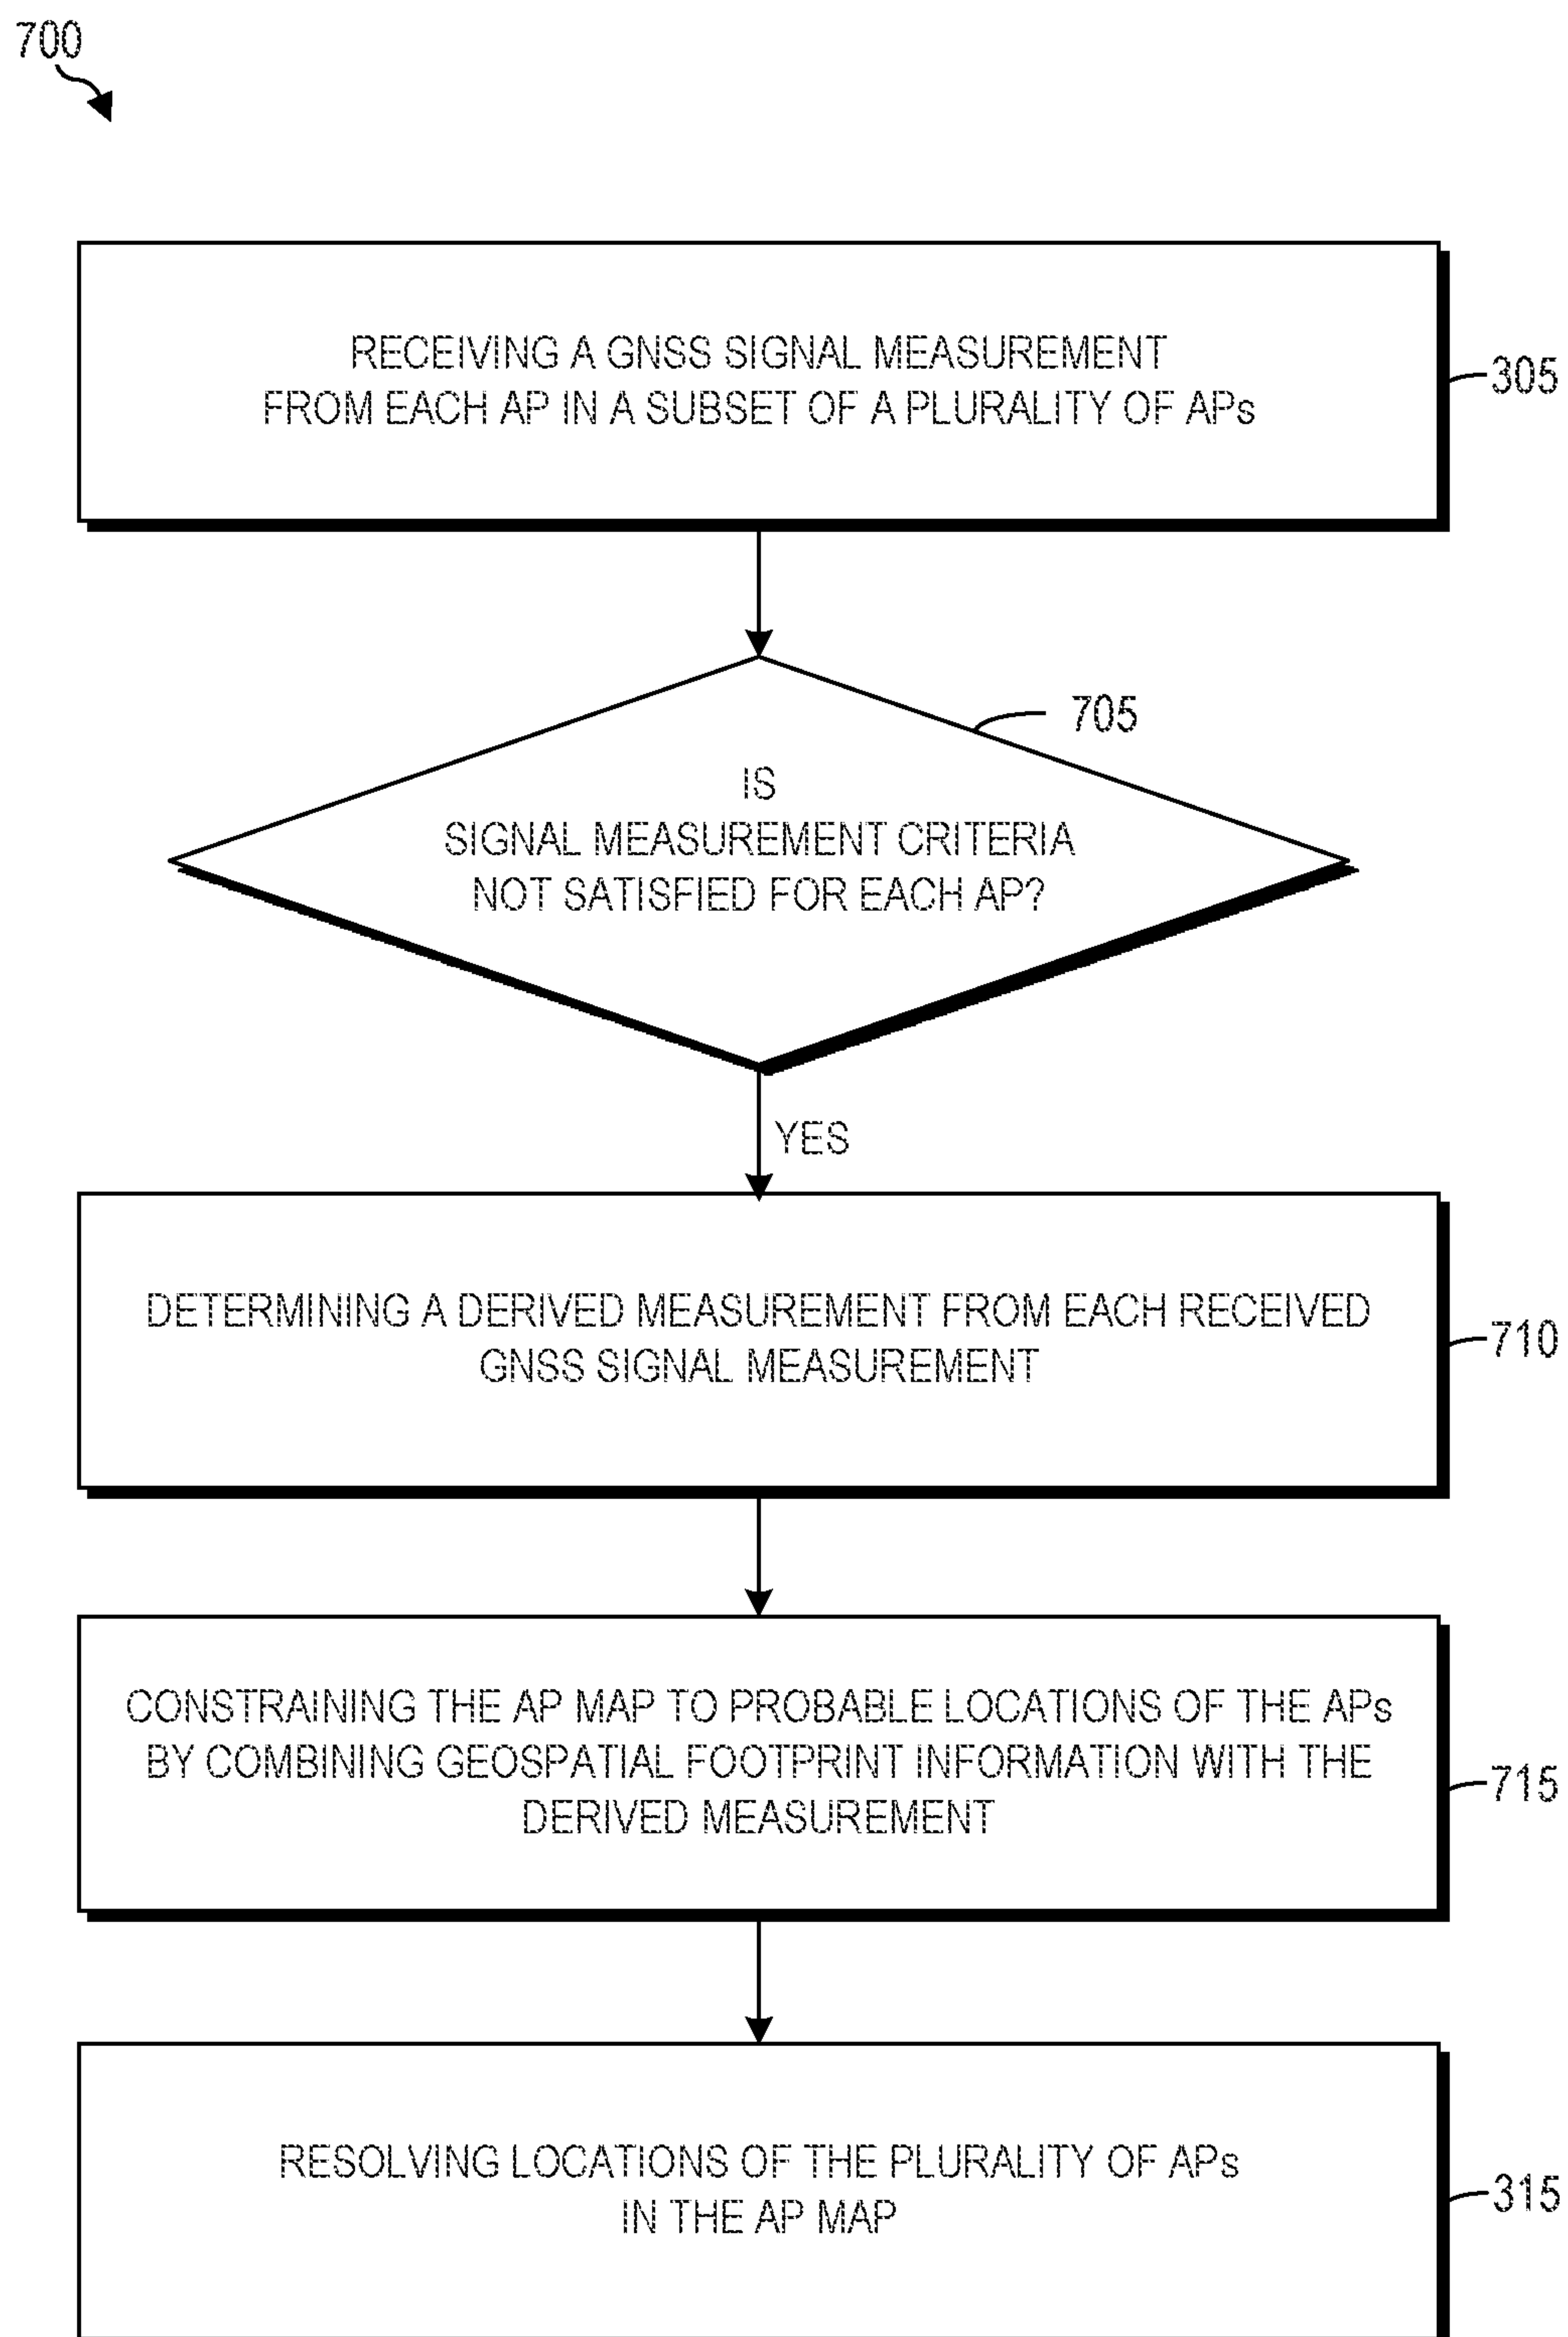 700
RECEIVING A GNSS SIGNAL MEASUREMENT
FROM EACH AP IN A SUBSET OF A PLURALITY OF APs
305
705
IS
SIGNAL MEASUREMENT CRITERIA
NOT SATISFIED FOR EACH AP?
YES
DETERMINING A DERIVED MEASUREMENT FROM EACH RECEIVED
GNSS SIGNAL MEASUREMENT
710
CONSTRAINING THE AP MAP TO PROBABLE LOCATIONS OF THE APs
BY COMBINING GEOSPATIAL FOOTPRINT INFORMATION WITH THE
DERIVED MEASUREMENT
715
RESOLVING LOCATIONS OF THE PLURALITY OF APs
IN THE AP MAP
315